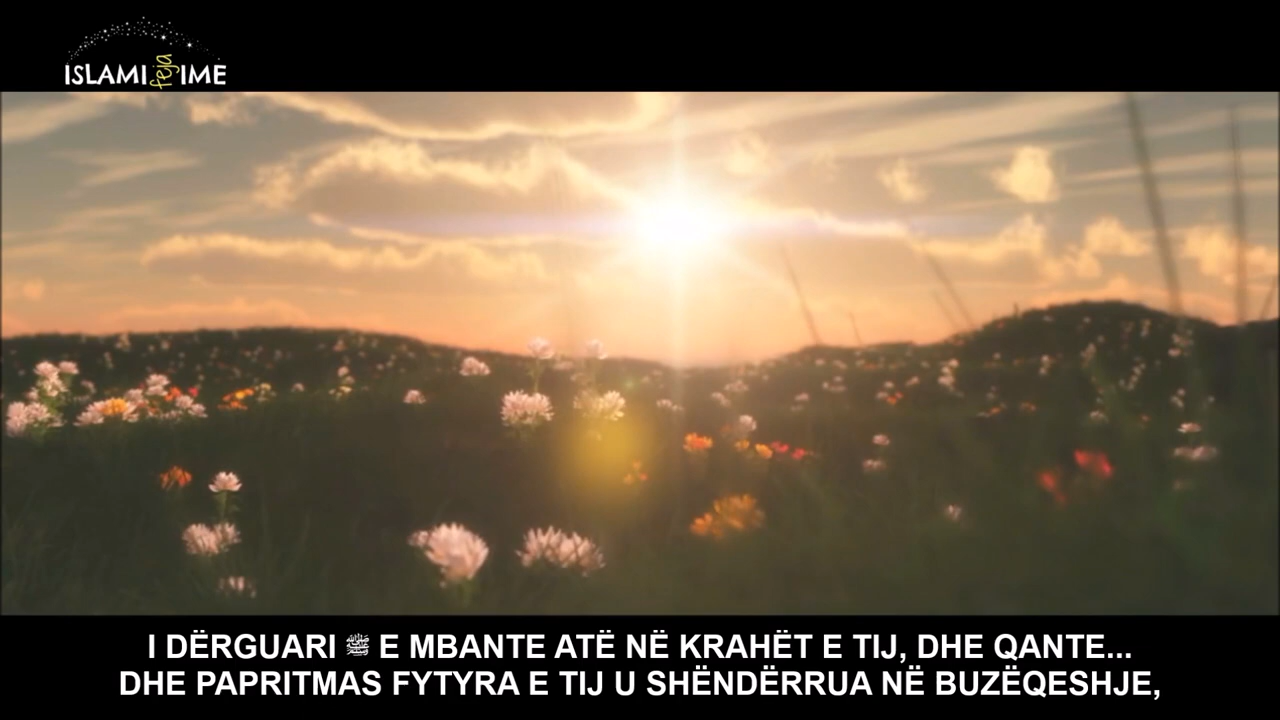 ISLAMI feja IME
I DËRGUARI ﷺ E MBANTE ATË NË KRAHËT E TIJ, DHE QANTE...
DHE PAPRITMAS FYTYRA E TIJ U SHËNDËRRUA NË BUZËQESHJE,